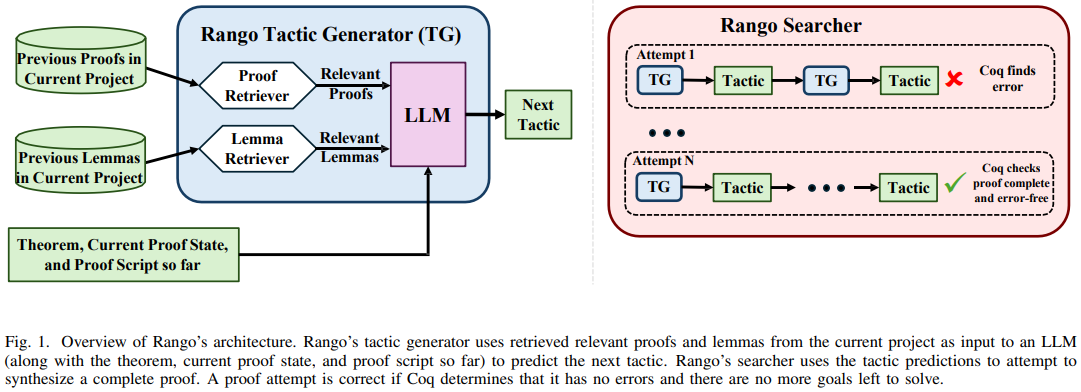 Rango Tactic Generator (TG)
Previous Proofs in
Current Project
Proof
Retriever
Relevant
Proofs
LLM
Next
Tactic
Previous Lemmas
in Current Project
Lemma
Retriever
Relevant
Lemmas
Theorem, Current Proof State,
and Proof Script so far
Rango Searcher
Attempt 1
TG
Tactic
TG
Tactic
Coq finds
error
Attempt N
TG
Tactic
Tactic
Coq checks
proof complete
and error-free
Fig. 1. Overview of Rango's architecture. Rango's tactic generator uses retrieved relevant proofs and lemmas from the current project as input to an LLM
(along with the theorem, current proof state, and proof script so far) to predict the next tactic. Rango's searcher uses the tactic predictions to attempt to
synthesize a complete proof. A proof attempt is correct if Coq determines that it has no errors and there are no more goals left to solve.